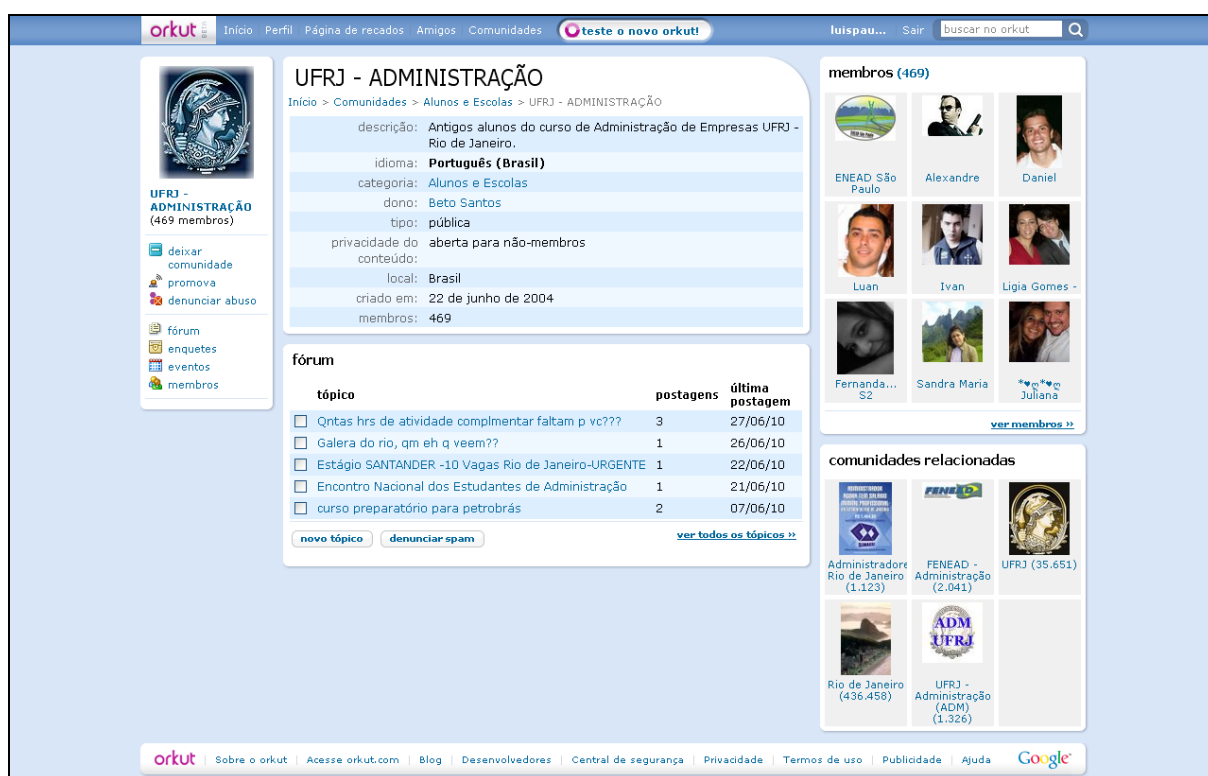 orkut BETA Início Perfil Página de recados Amigos Comunidades teste o novo orkut! luispau... Sair buscar no orkut
UFRJ -
ADMINISTRAÇÃO
(469 membros)
deixar
comunidade
promova
denunciar abuso
fórum
enquetes
eventos
membros
UFRJ - ADMINISTRAÇÃO
Início > Comunidades > Alunos e Escolas > UFRJ - ADMINISTRAÇÃO
descrição: Antigos alunos do curso de Administração de Empresas UFRJ -
Rio de Janeiro.
idioma: Português (Brasil)
categoria: Alunos e Escolas
dono: Beto Santos
tipo: pública
privacidade do aberta para não-membros
conteúdo:
local: Brasil
criado em: 22 de junho de 2004
membros: 469
fórum
tópico postagens última
postagem
Qntas hrs de atividade complmentar faltam p vc??? 3 27/06/10
Galera do rio, qm eh q veem?? 1 26/06/10
Estágio SANTANDER -10 Vagas Rio de Janeiro-URGENTE 1 22/06/10
Encontro Nacional dos Estudantes de Administração 1 21/06/10
curso preparatório para petrobrás 2 07/06/10
novo tópico denunciar spam ver todos os tópicos »
membros (469)
ENEAD São
Paulo
Alexandre
Daniel
Luan
Ivan
Ligia Gomes -
Fernanda...
S2
Sandra Maria
*♥ღ*♥ღ
Juliana
ver membros »
comunidades relacionadas
FENEAD
Administradore
Rio de Janeiro
(1.123)
FENEAD -
Administração
(2.041)
UFRJ (35.651)
ADM
UFRJ
Rio de Janeiro
(436.458)
UFRJ -
Administração
(ADM)
(1.326)
orkut Sobre o orkut Acesse orkut.com Blog Desenvolvedores Central de segurança Privacidade Termos de uso Publicidade Ajuda Google